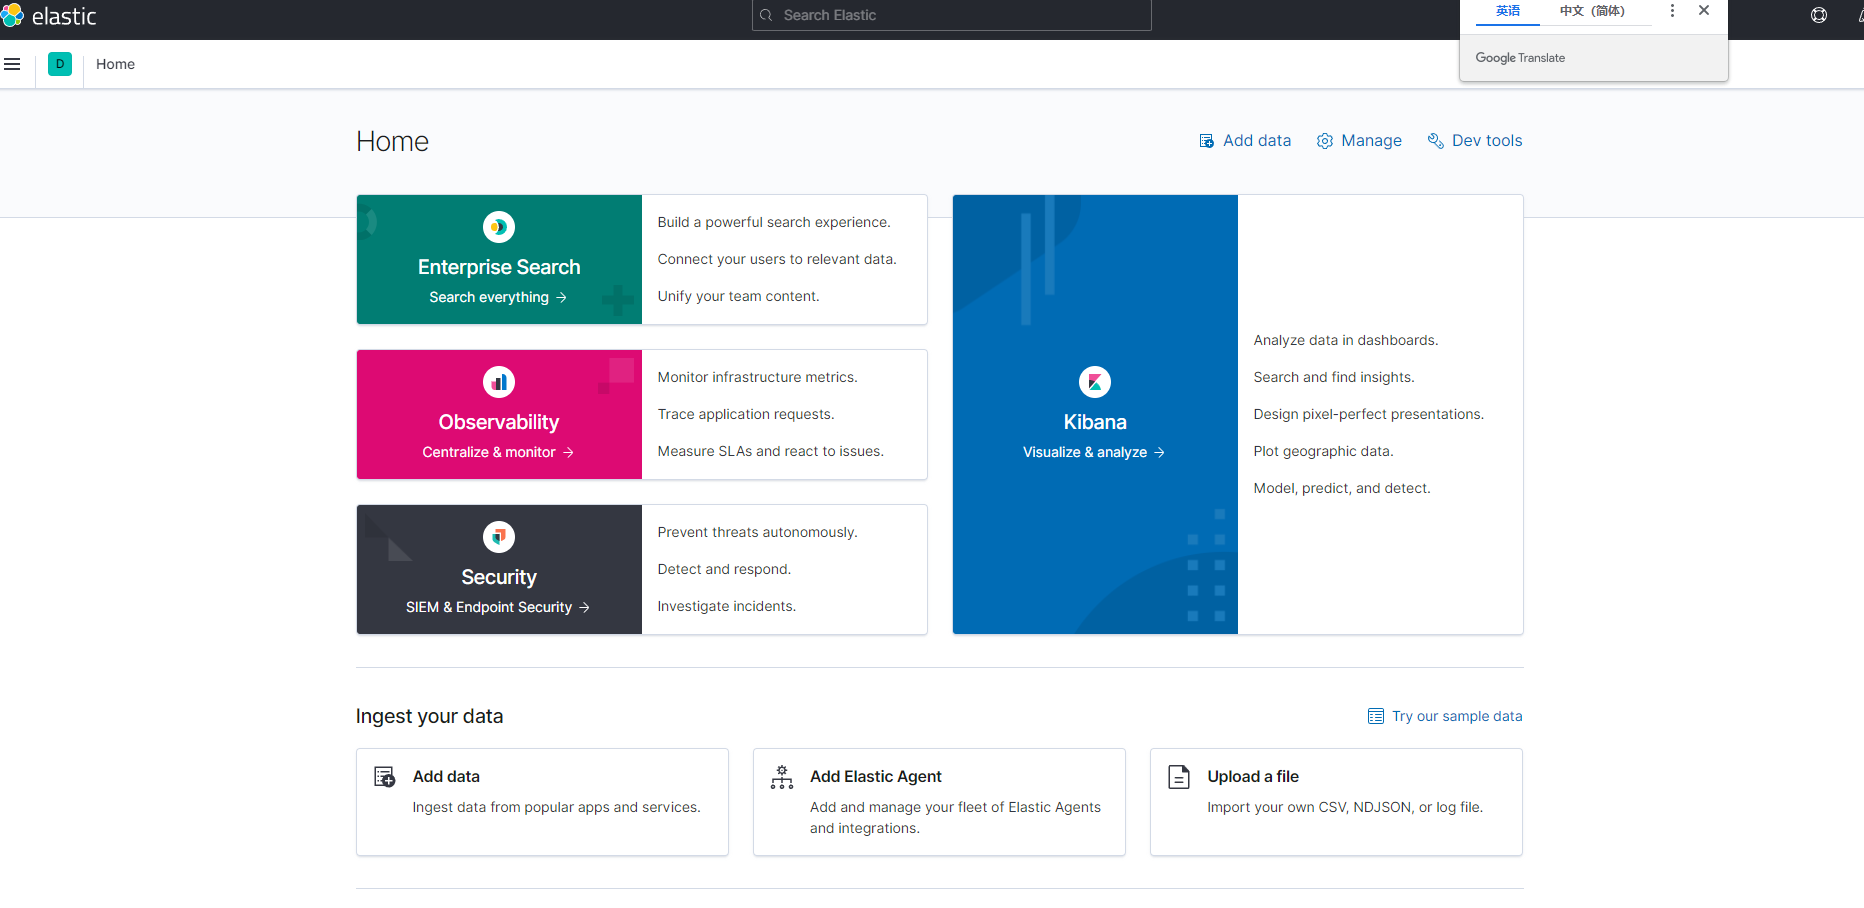 elastic
Search Elastic
英语
中文 (简体)
Google Translate
D
Home
Home
Add data
Manage
Dev tools
Enterprise Search
Search everything →
Build a powerful search experience.
Connect your users to relevant data.
Unify your team content.
Observability
Centralize & monitor →
Monitor infrastructure metrics.
Trace application requests.
Measure SLAs and react to issues.
Security
SIEM & Endpoint Security →
Prevent threats autonomously.
Detect and respond.
Investigate incidents.
Kibana
Visualize & analyze →
Analyze data in dashboards.
Search and find insights.
Design pixel-perfect presentations.
Plot geographic data.
Model, predict, and detect.
Ingest your data
Try our sample data
Add data
Ingest data from popular apps and services.
Add Elastic Agent
Add and manage your fleet of Elastic Agents
and integrations.
Upload a file
Import your own CSV, NDJSON, or log file.